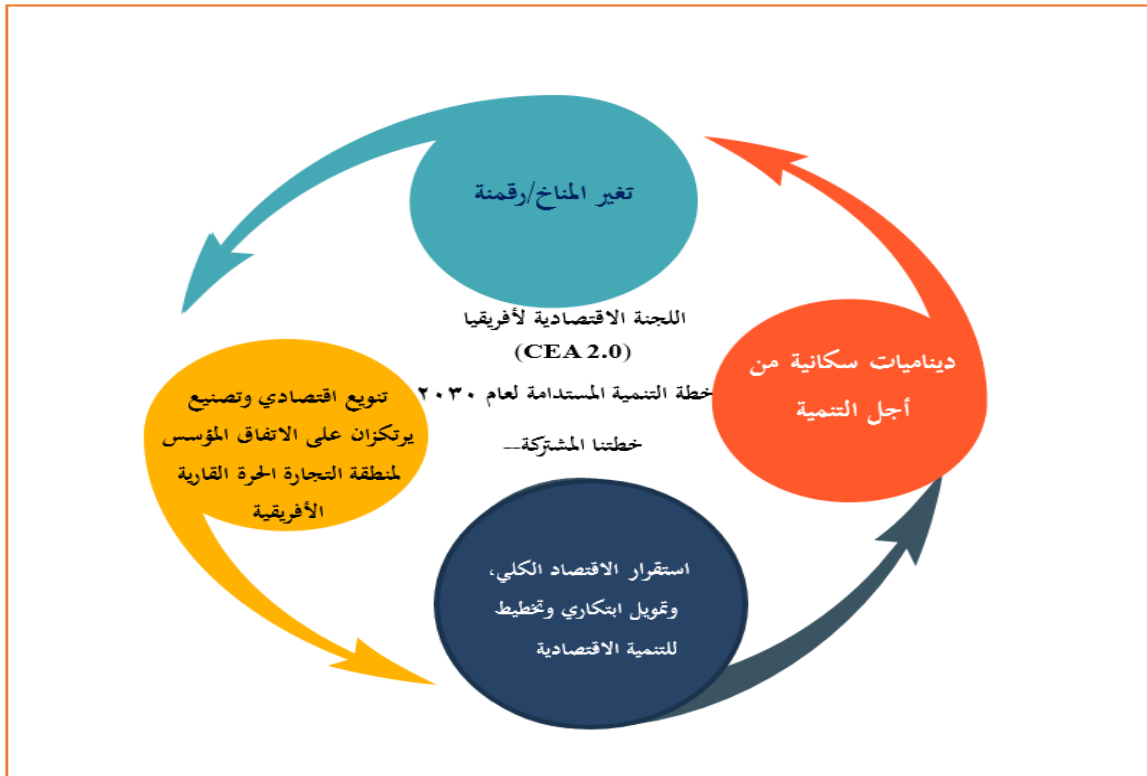 تغير المناخ/رقمنة
اللجنة الاقتصادية لأفريقيا
(CEA 2.0)
خطة التنمية المستدامة لعام ٢٠٣٠
خطتنا المشتركة--
ديناميات سكانية من
أجل التنمية
تنويع اقتصادي وتصنيع
يرتكزان على الاتفاق المؤسس
لمنطقة التجارة الحرة القارية
الأفريقية
استقرار الاقتصاد الكلي،
وتمويل ابتكاري وتخطيط
للتنمية الاقتصادية